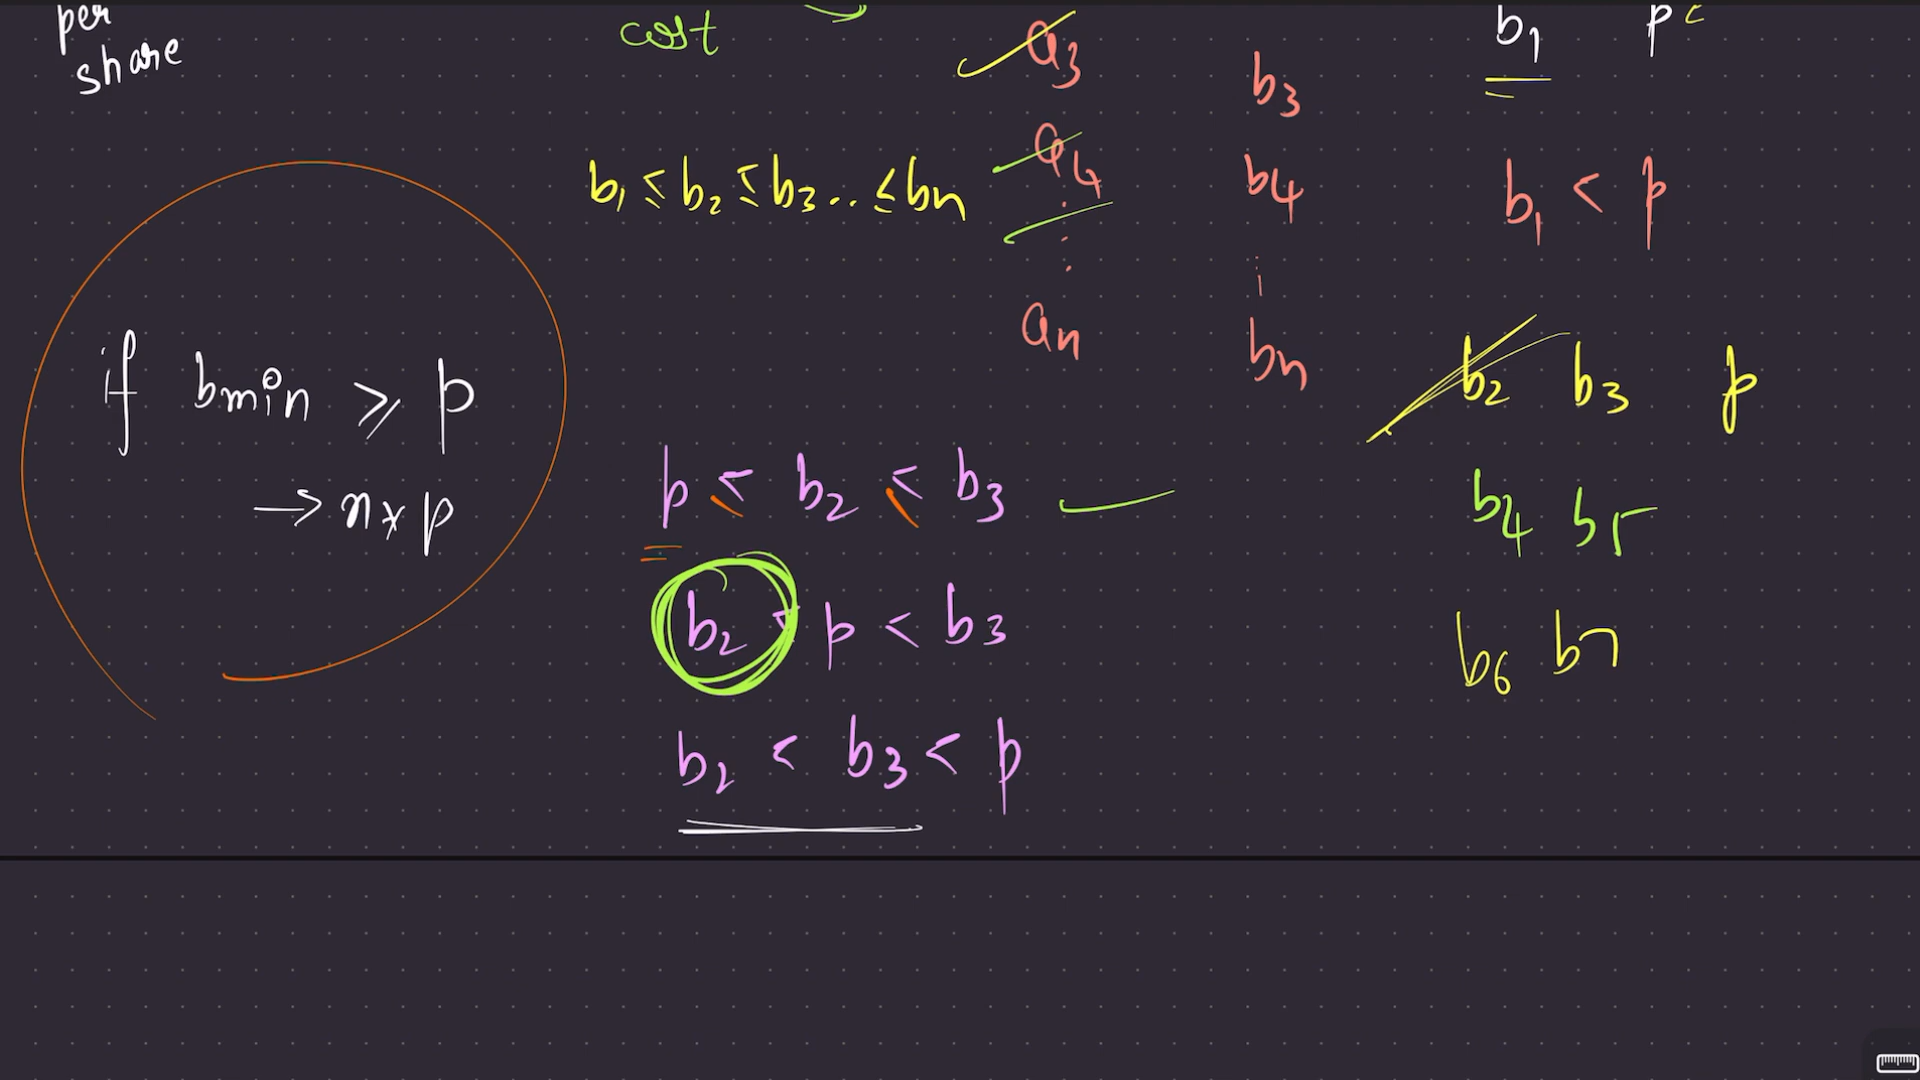 per
share
cost
b1 ≤ b2 ≤ b3 .. ≤ bn
if bmin ≥ p
→ n * p
a3
a4
:
.
an
b3
b4
bn
p < b2 < b3
b2 < p < b3
b2 < b3 < p
b1 p
b1 < p
b2 b3 p
b4 b5
b6 b7